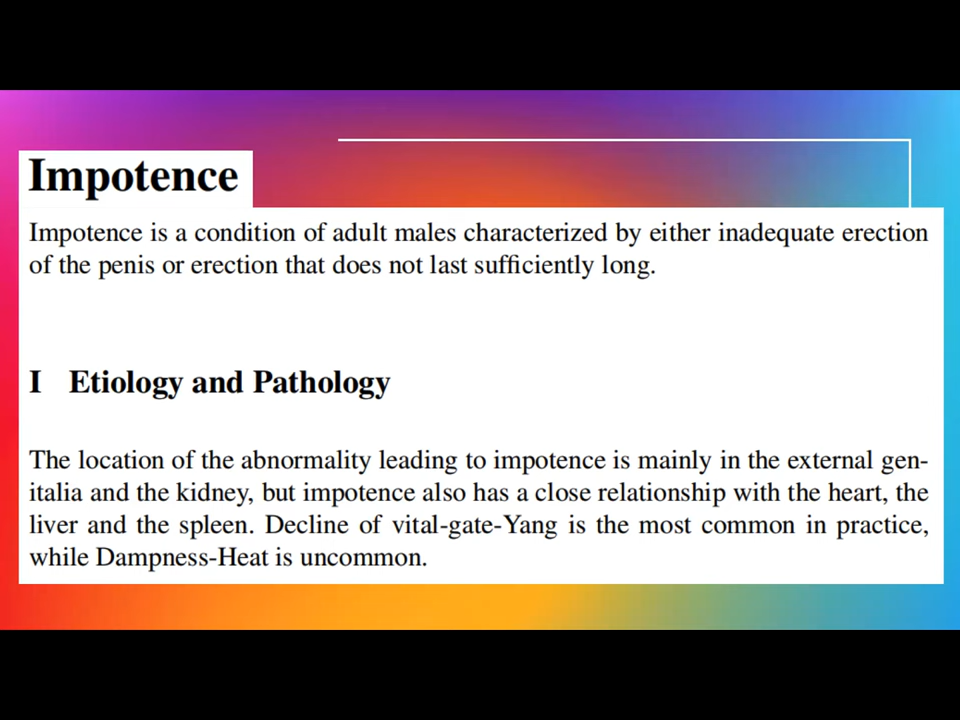 Impotence
Impotence is a condition of adult males characterized by either inadequate erection
of the penis or erection that does not last sufficiently long.
I Etiology and Pathology
The location of the abnormality leading to impotence is mainly in the external gen-
italia and the kidney, but impotence also has a close relationship with the heart, the
liver and the spleen. Decline of vital-gate-Yang is the most common in practice,
while Dampness-Heat is uncommon.